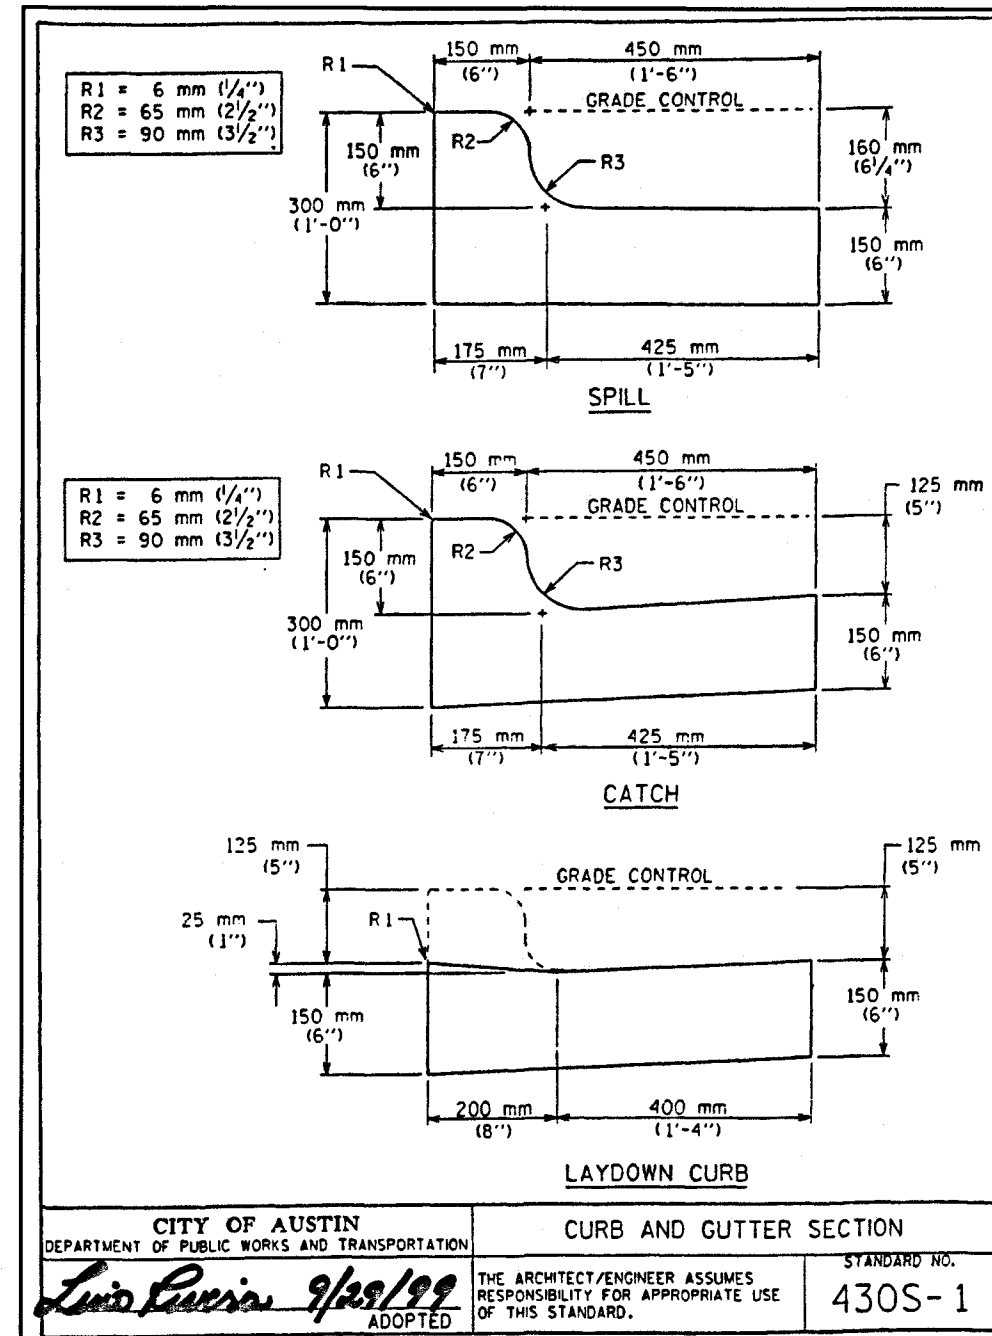 R1 = 6 mm (1/4'')
R2 = 65 mm (2 1/2'')
R3 = 90 mm (3 1/2'')
R1
150 mm
(6'')
450 mm
(1'-6'')
GRADE CONTROL
R2
R3
150 mm
(6'')
300 mm
(1'-0'')
160 mm
(6 1/4'')
150 mm
(6'')
175 mm
(7'')
425 mm
(1'-5'')
SPILL
R1 = 6 mm (1/4'')
R2 = 65 mm (2 1/2'')
R3 = 90 mm (3 1/2'')
R1
150 mm
(6'')
450 mm
(1'-6'')
GRADE CONTROL
125 mm
(5'')
R2
R3
150 mm
(6'')
300 mm
(1'-0'')
150 mm
(6'')
175 mm
(7'')
425 mm
(1'-5'')
CATCH
125 mm
(5'')
GRADE CONTROL
125 mm
(5'')
25 mm
(1'')
R1
150 mm
(6'')
150 mm
(6'')
200 mm
(8'')
400 mm
(1'-4'')
LAYDOWN CURB
CITY OF AUSTIN
DEPARTMENT OF PUBLIC WORKS AND TRANSPORTATION
CURB AND GUTTER SECTION
9/29/99
ADOPTED
THE ARCHITECT/ENGINEER ASSUMES
RESPONSIBILITY FOR APPROPRIATE USE
OF THIS STANDARD.
STANDARD NO.
430S-1